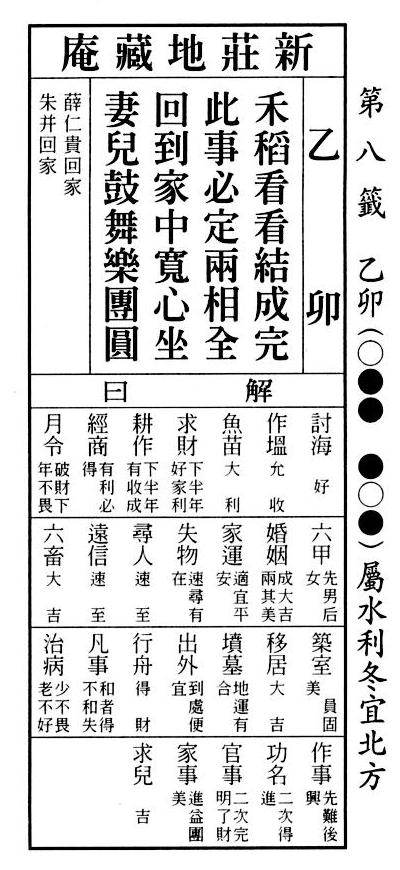 第八籤 乙卯(○●● ●○●)屬水利冬宜北方
新莊地藏庵
乙卯
禾稻看看結成完
此事必定兩相全
回到家中寬心坐
妻兒鼓舞樂團圓
薛仁貴回家
朱并回家
解曰
討海 好
作塭 允收
魚苗 大利
求財 下半年好家利
耕作 下半年有收成
經商 有利必得
月令 破財下年不畏
六甲 先男后女
婚姻 成大吉兩其美
家運 適宜平安
失物 速尋有在
尋人 速至
遠信 速至
六畜 大吉
築室 員固美
移居 大吉
墳墓 地運有合
出外 到處便宜
行舟 得財
凡事 和者得不和失
治病 少不畏老不好
作事 先難後興
功名 二次得進
官事 二次完明了財
家事 進益團美
求兒 吉